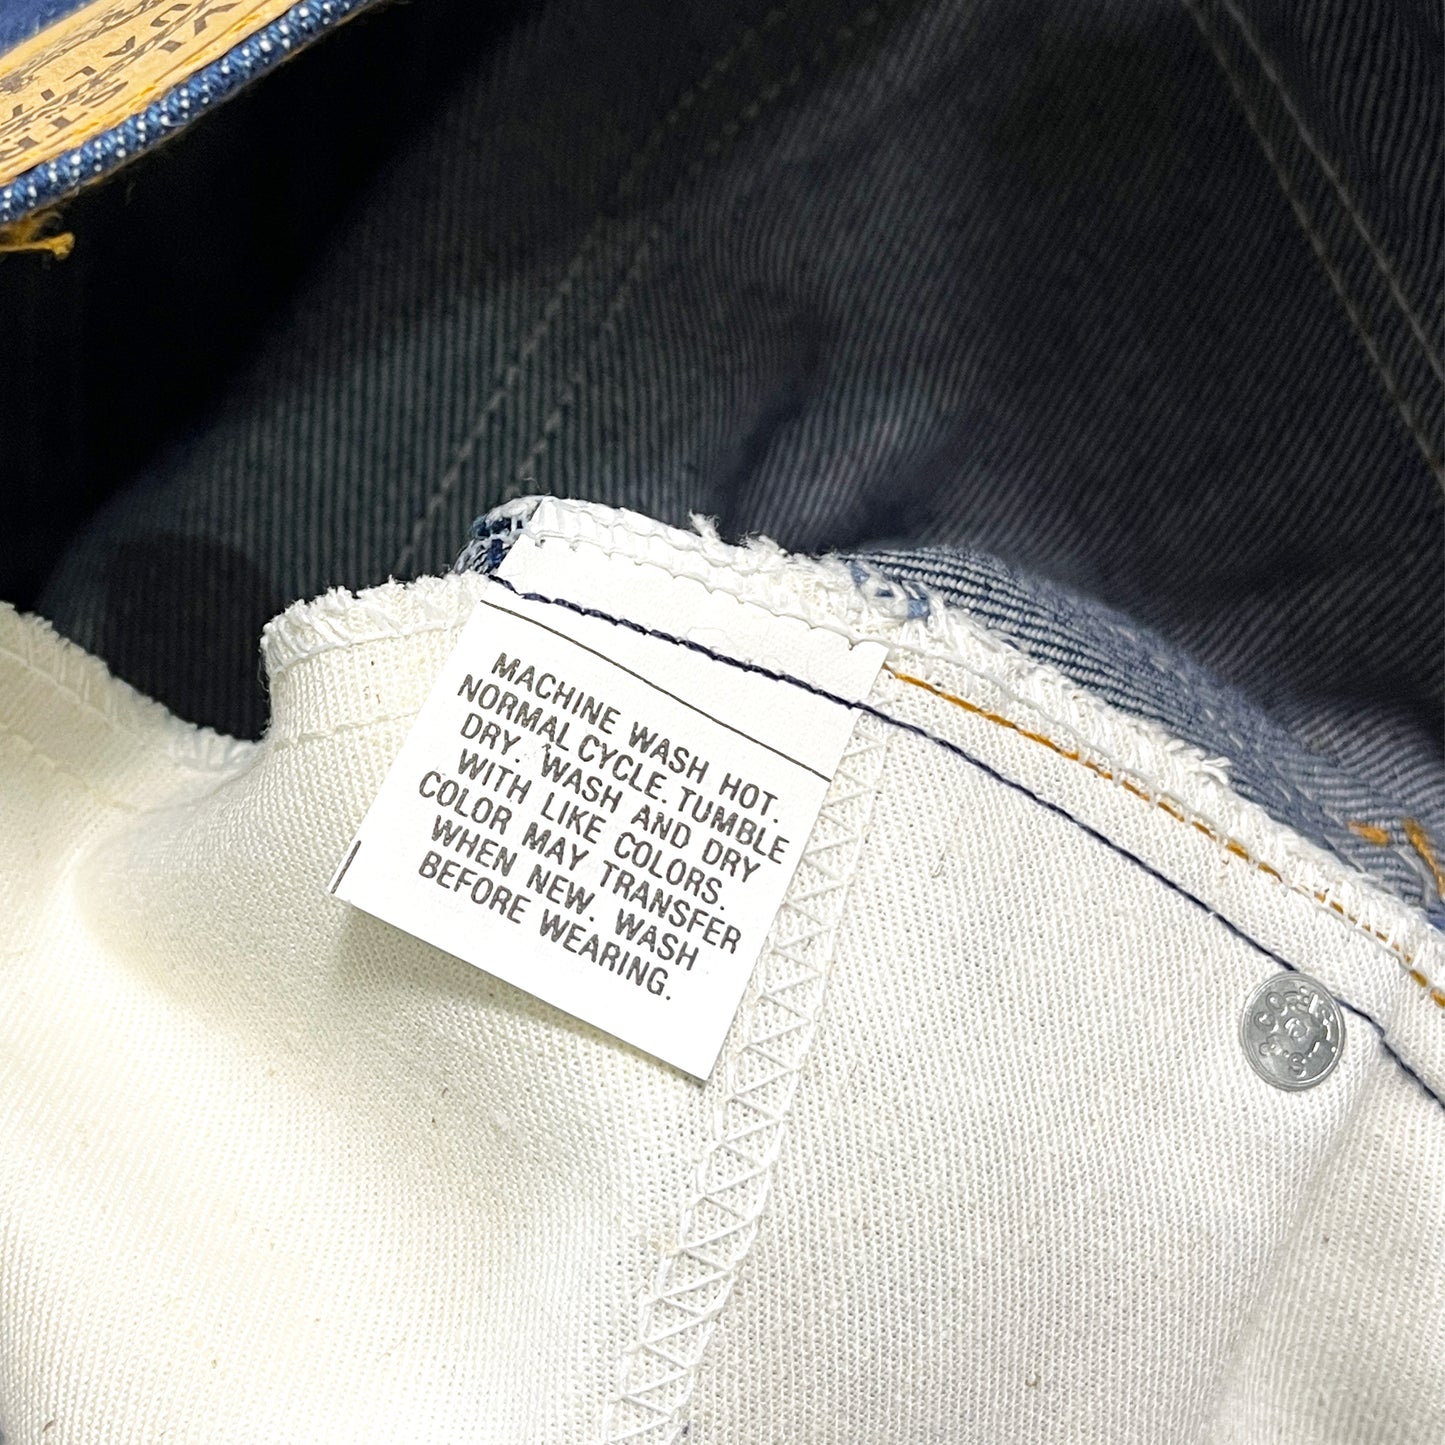 MACHINE WASH HOT.
NORMAL CYCLE. TUMBLE
DRY. WASH AND DRY
WITH LIKE COLORS.
COLOR MAY TRANSFER
WHEN NEW. WASH
BEFORE WEARING.